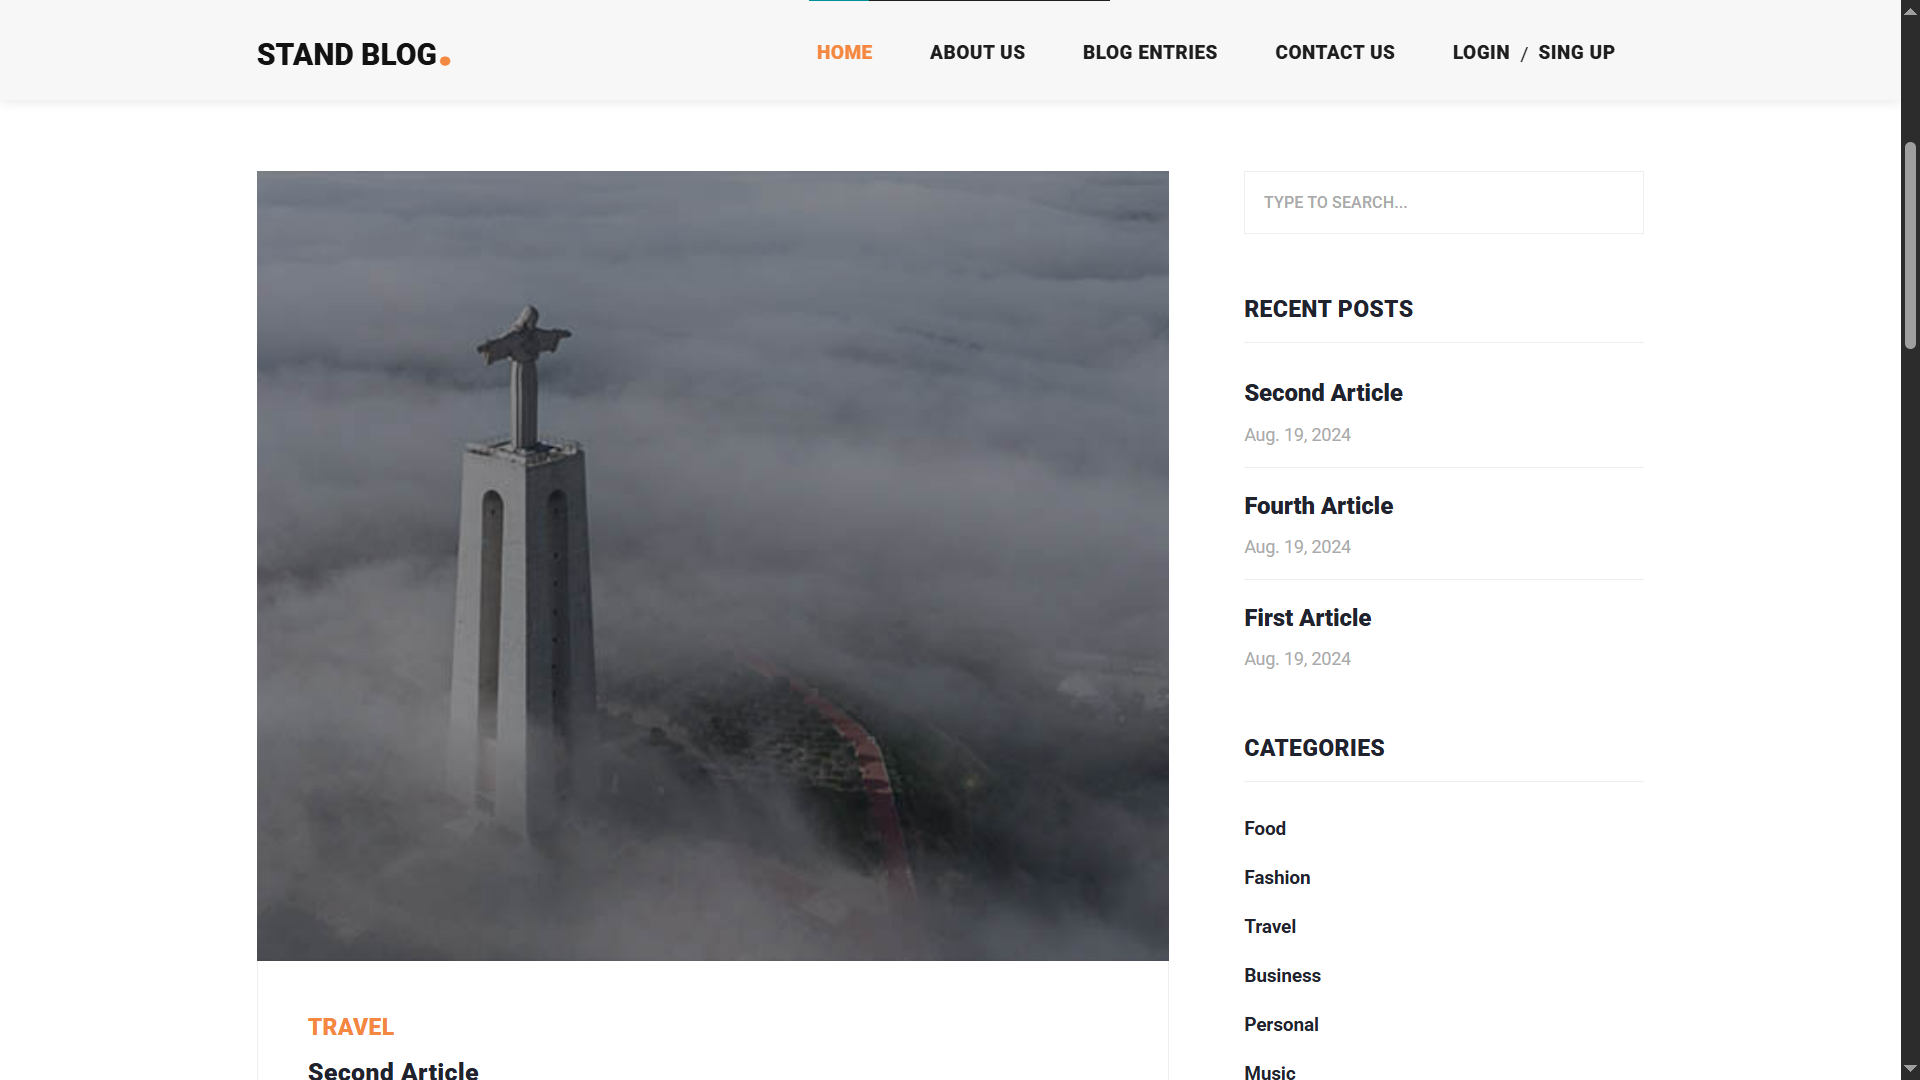 STAND BLOG.
HOME
ABOUT US
BLOG ENTRIES
CONTACT US
LOGIN / SING UP
TYPE TO SEARCH...
RECENT POSTS
Second Article
Aug. 19, 2024
Fourth Article
Aug. 19, 2024
First Article
Aug. 19, 2024
CATEGORIES
Food
Fashion
Travel
Business
Personal
Music
TRAVEL
Second Article